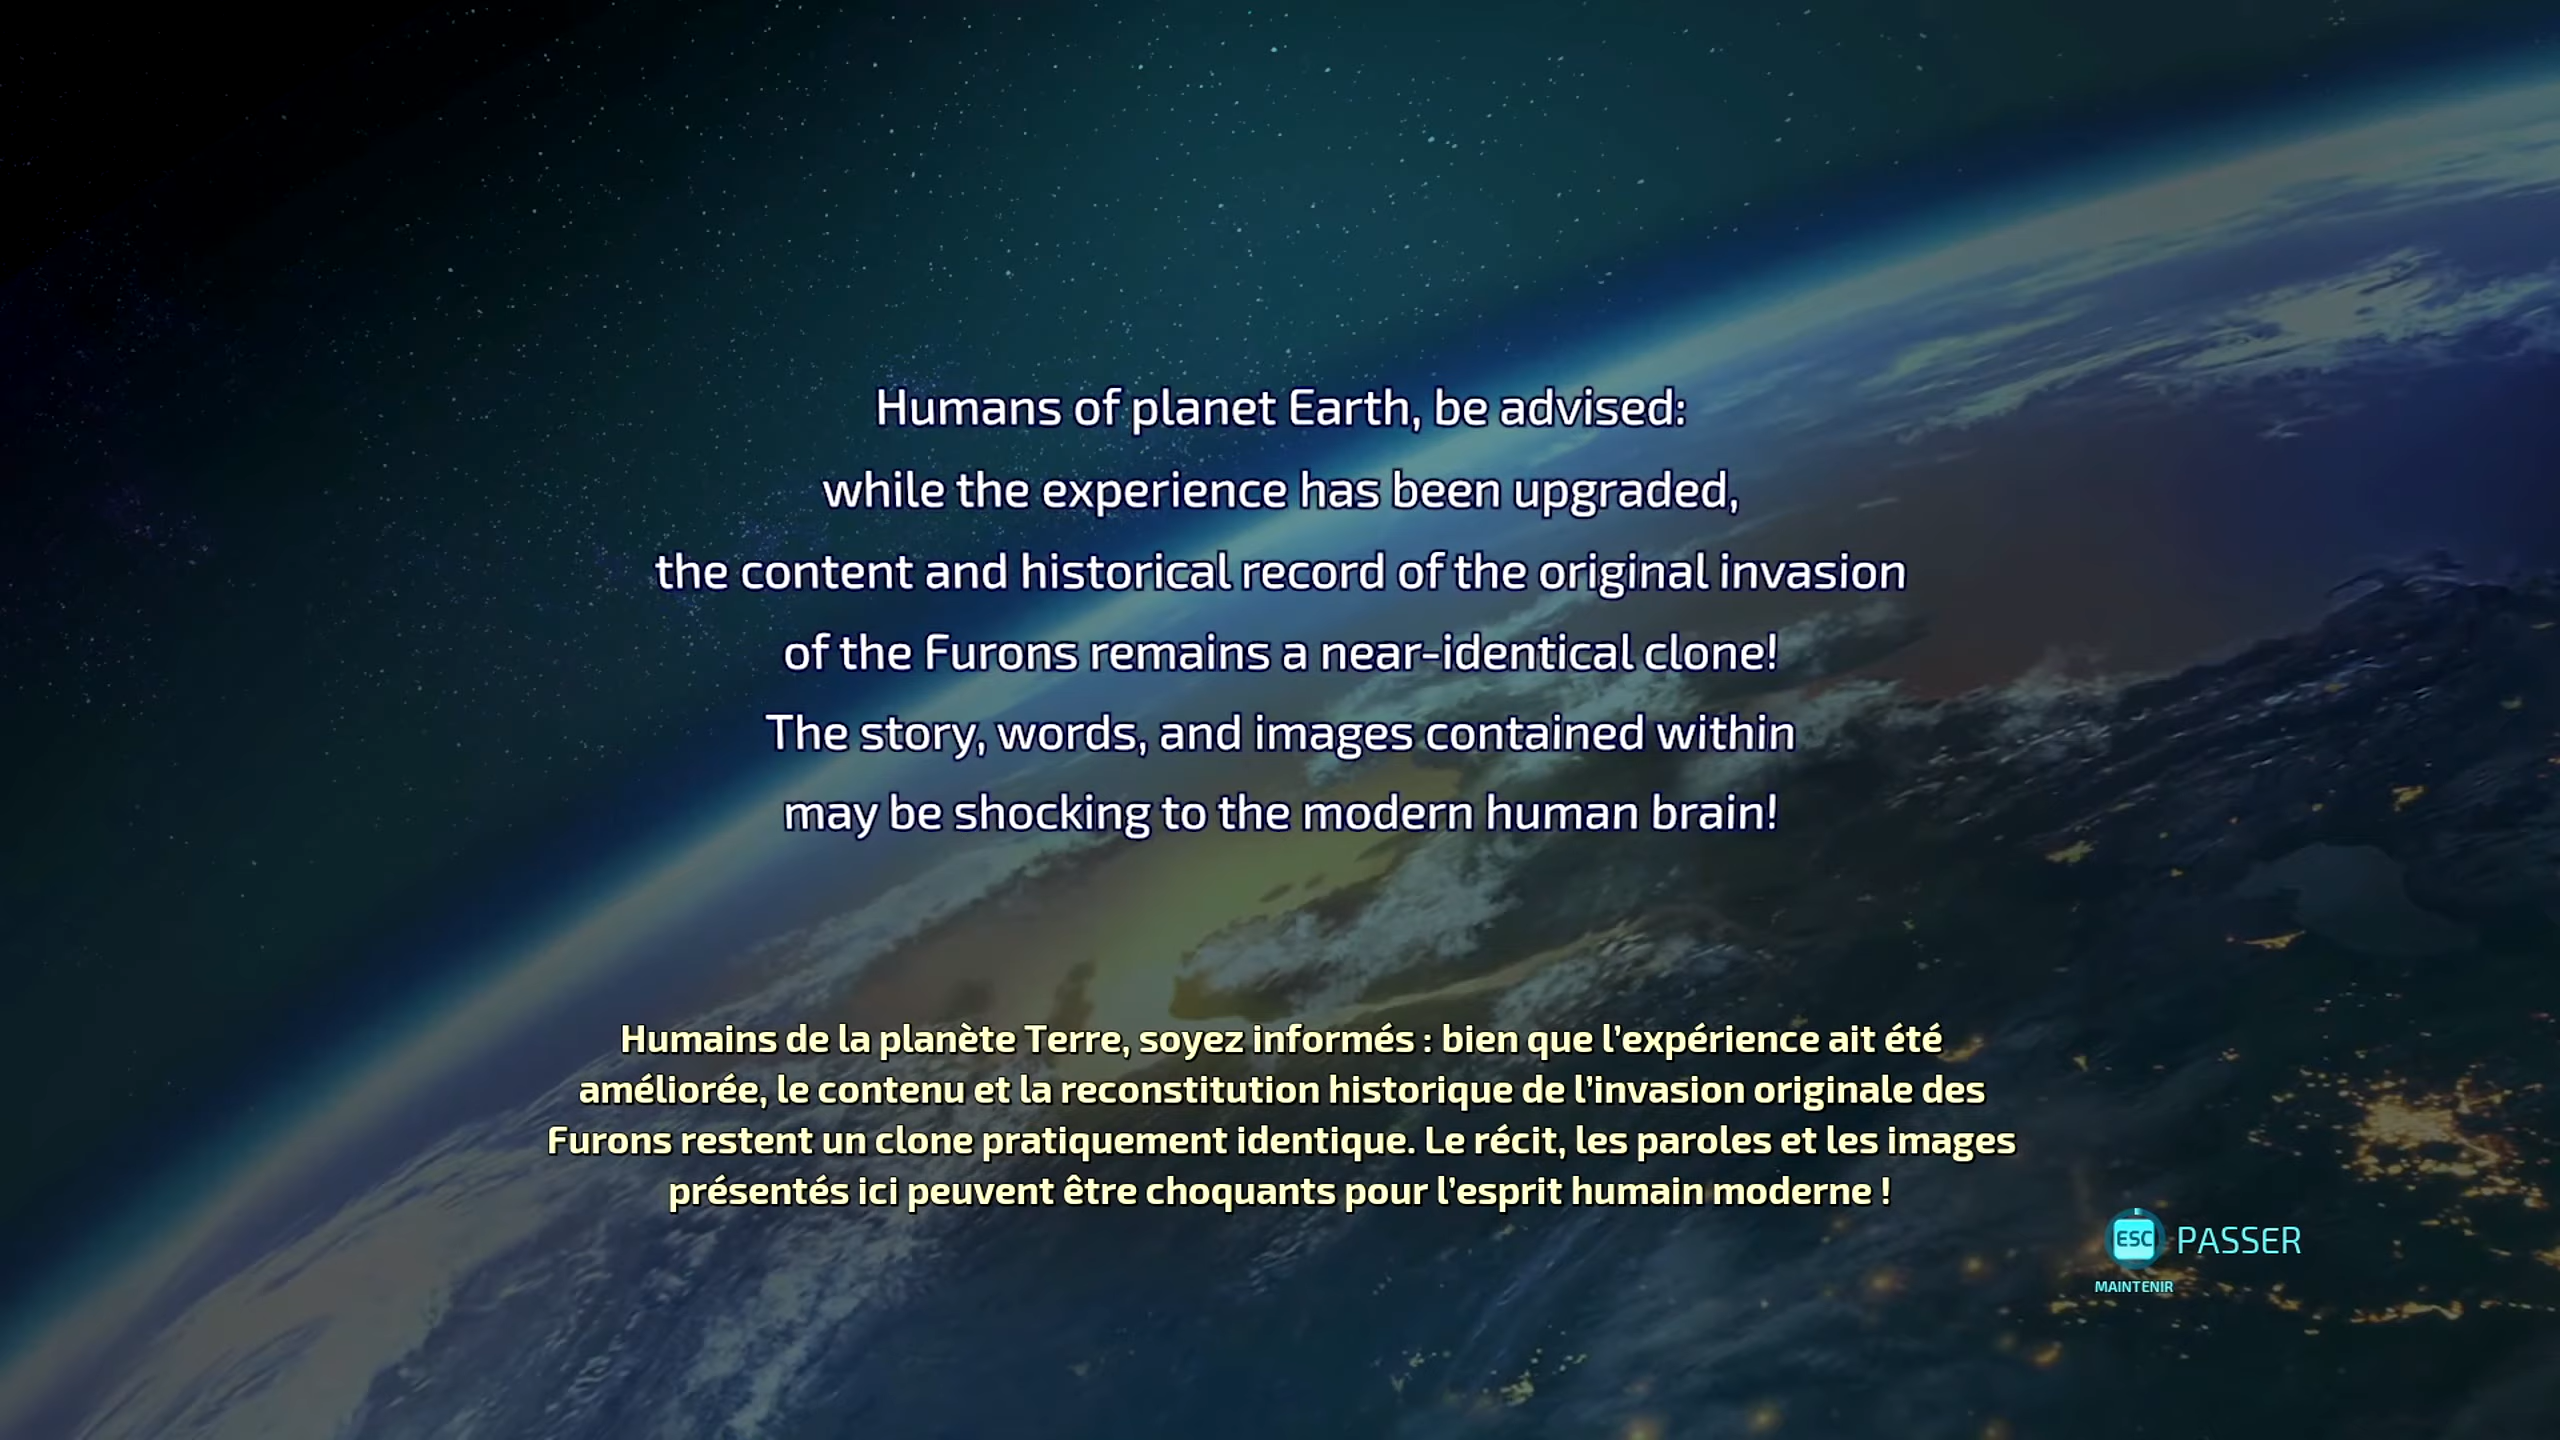 Humans of planet Earth, be advised:
while the experience has been upgraded,
the content and historical record of the original invasion
of the Furons remains a near-identical clone!
The story, words, and images contained within
may be shocking to the modern human brain!
Humains de la planète Terre, soyez informés : bien que l’expérience ait été
améliorée, le contenu et la reconstitution historique de l’invasion originale des
Furons restent un clone pratiquement identique. Le récit, les paroles et les images
présentés ici peuvent être choquants pour l’esprit humain moderne !
ESC PASSER
MAINTENIR